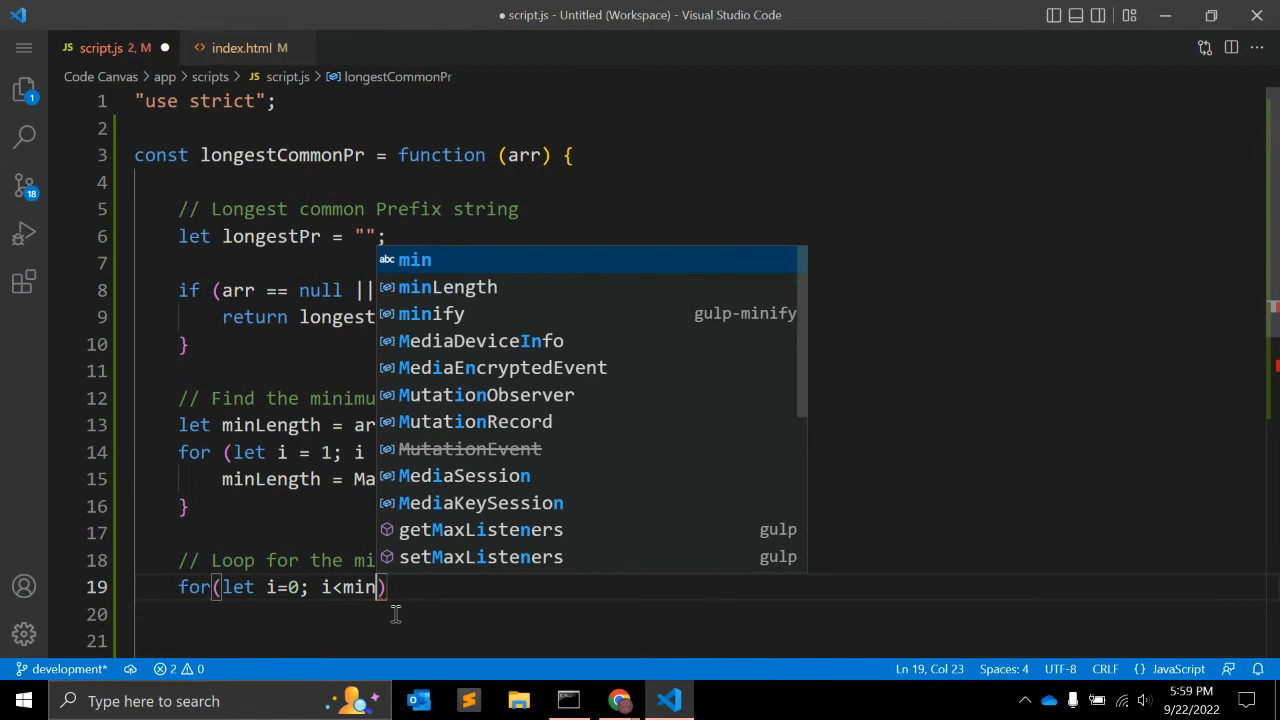 script.js - Untitled (Workspace) - Visual Studio Code
JS script.js 2, M
<> index.html M
Code Canvas > app > scripts > JS script.js > longestCommonPr
1 "use strict";
2
3 const longestCommonPr = function (arr) {
4
5 // Longest common Prefix string
6 let longestPr = "";
7
8 if (arr == null ||
9 return longest
10 }
11
12 // Find the minimu
13 let minLength = ar
14 for (let i = 1; i
15 minLength = Ma
16 }
17
18 // Loop for the mi
19 for(let i=0; i<min)
20
21
abc min
minLength
minify gulp-minify
MediaDeviceInfo
MediaEncryptedEvent
MutationObserver
MutationRecord
MutationEvent
MediaSession
MediaKeySession
getMaxListeners gulp
setMaxListeners gulp
1
18
development* 2 0 Ln 19, Col 23 Spaces: 4 UTF-8 CRLF {} JavaScript
Type here to search
5:59 PM
9/22/2022